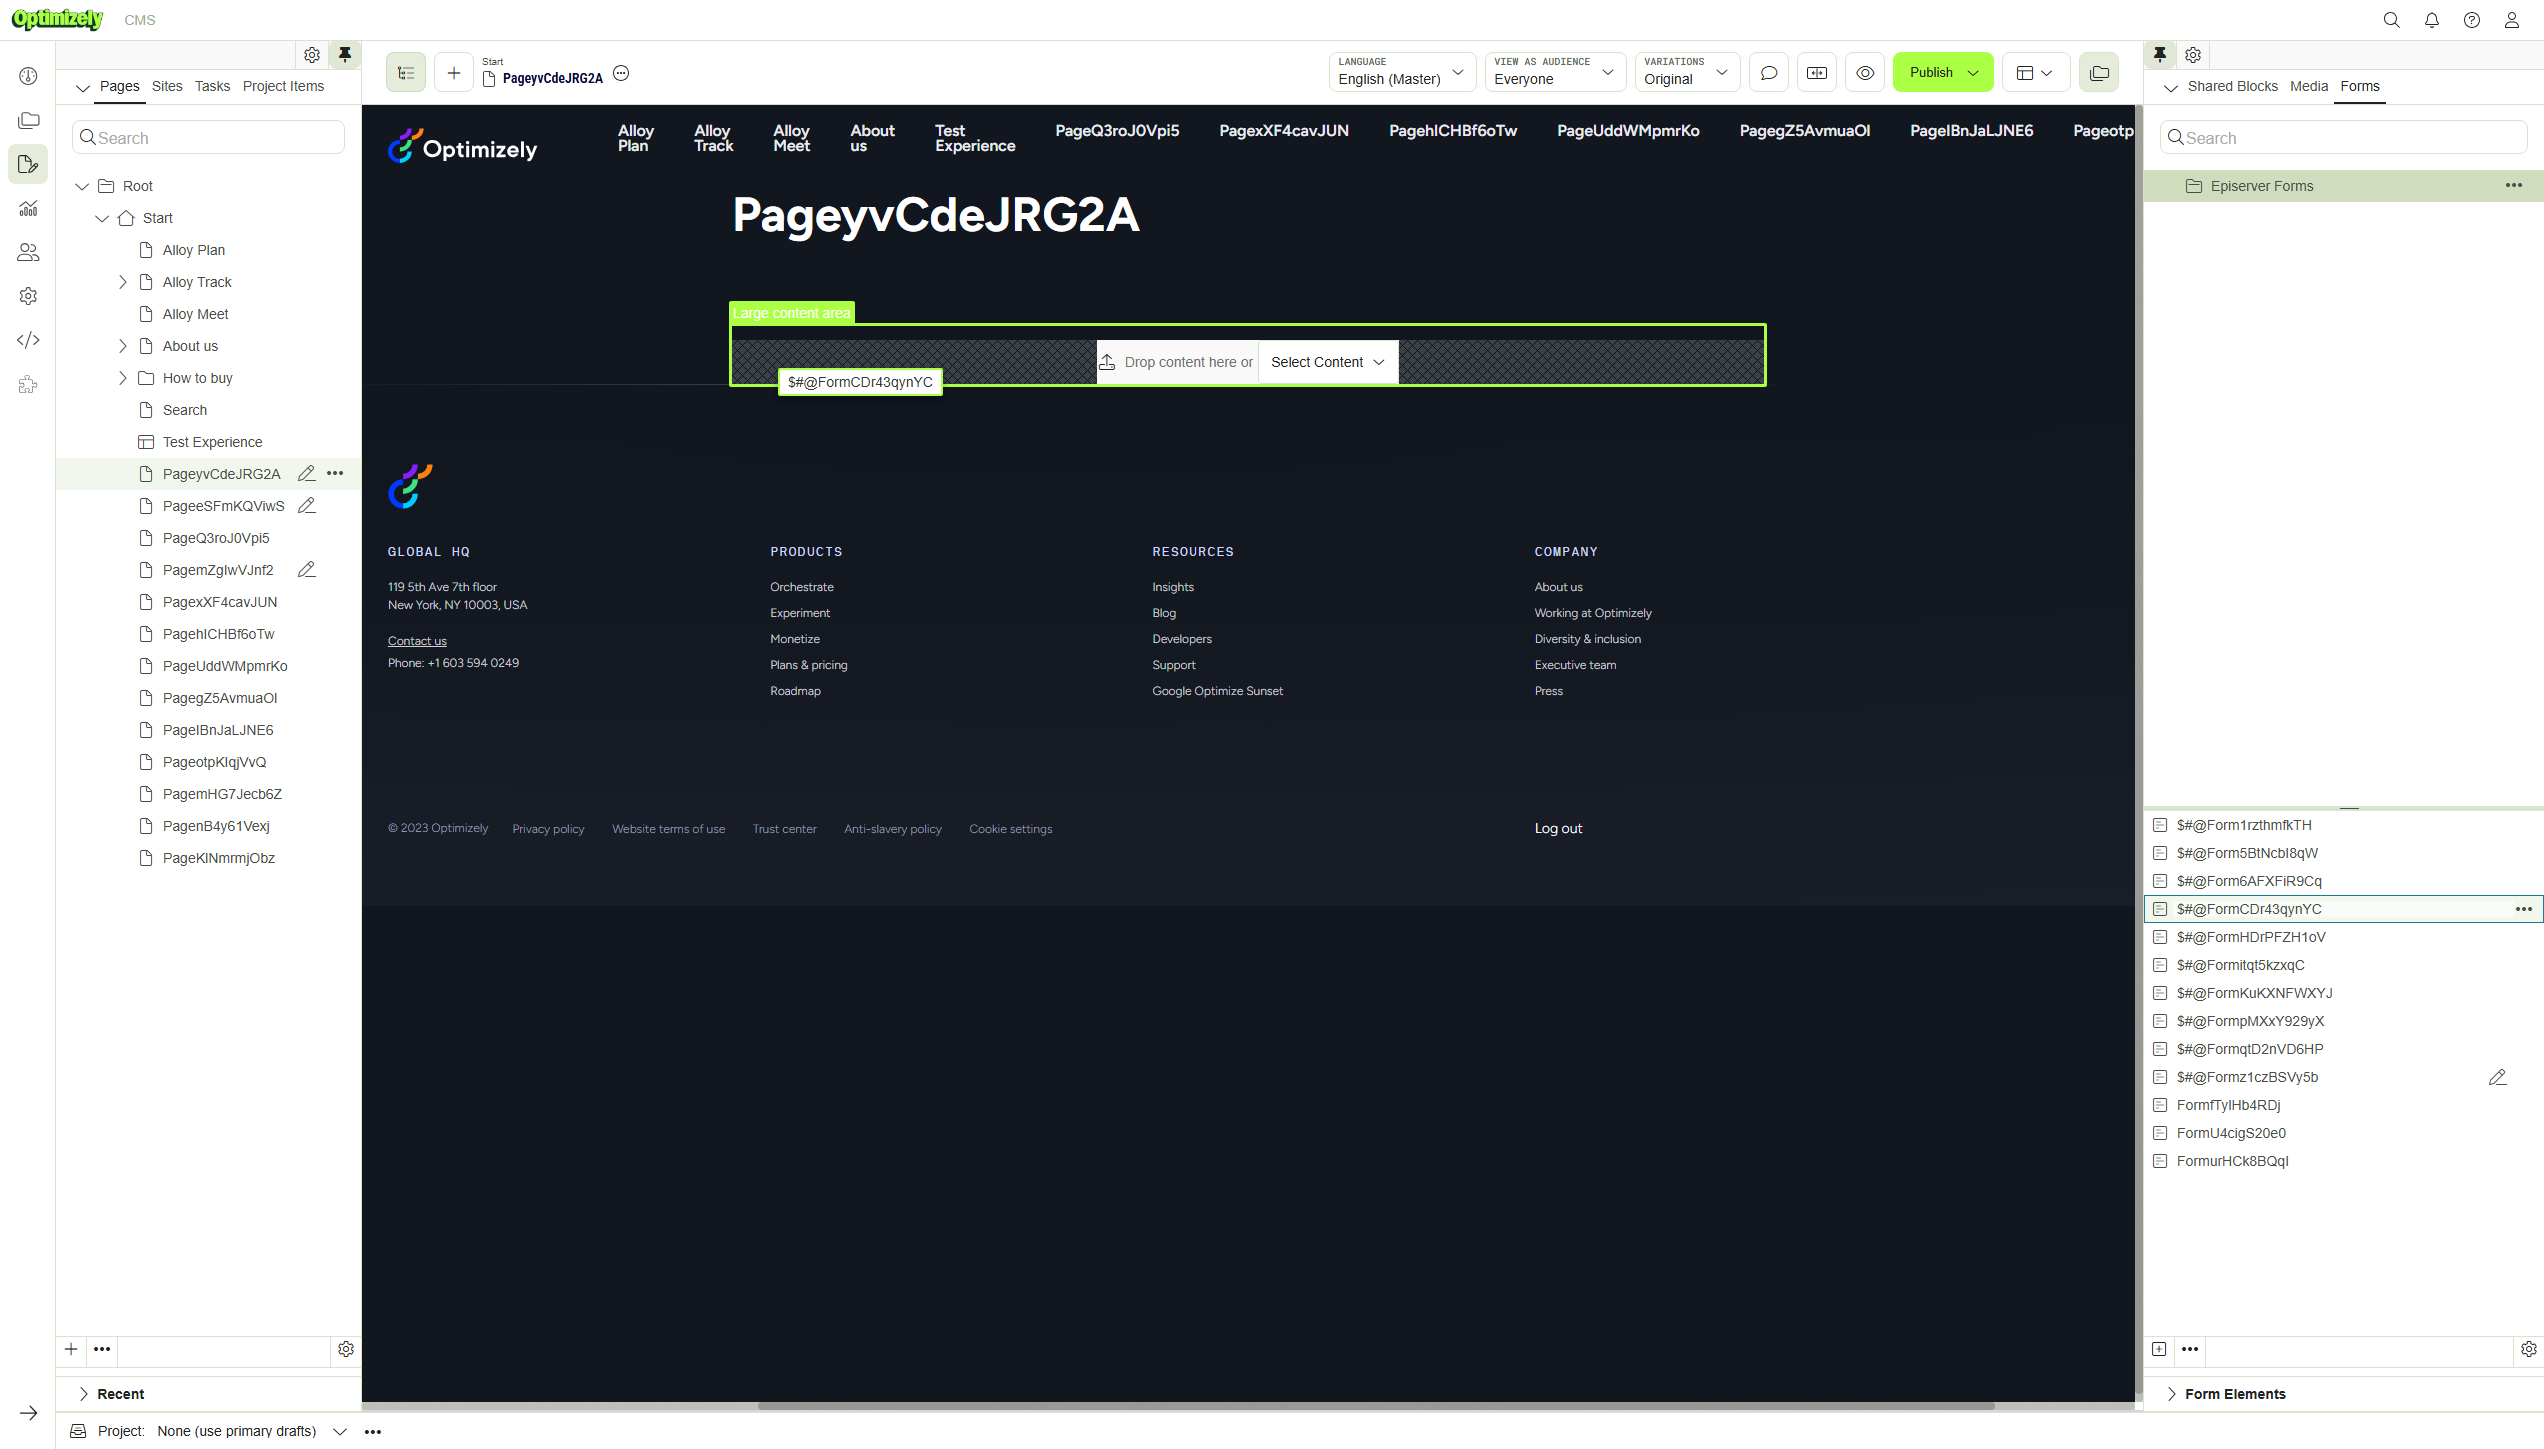 Optimizely CMS
Pages Sites Tasks Project Items
Search
Root
Start
Alloy Plan
Alloy Track
Alloy Meet
About us
How to buy
Search
Test Experience
PageyvCdeJRG2A
PageeSFmKQViwS
PageQ3roJ0Vpi5
PagemZgIwVJnf2
PagexXF4cavJUN
PagehICHBf6oTw
PageUddWMpmrKo
PagegZ5AvmuaOl
PageIBnJaLJNE6
PageotpKIqjVvQ
PagemHG7Jecb6Z
PagenB4y61Vexj
PageKlNmrmjObz
Recent
Project: None (use primary drafts)
Start
PageyvCdeJRG2A
LANGUAGE
English (Master)
VIEW AS AUDIENCE
Everyone
VARIATIONS
Original
Publish
Optimizely
Alloy Plan
Alloy Track
Alloy Meet
About us
Test Experience
PageQ3roJ0Vpi5
PagexXF4cavJUN
PagehICHBf6oTw
PageUddWMpmrKo
PagegZ5AvmuaOl
PageIBnJaLJNE6
Pageotp
PageyvCdeJRG2A
Large content area
Drop content here or Select Content
$#@FormCDr43qynYC
GLOBAL HQ
119 5th Ave 7th floor
New York, NY 10003, USA
Contact us
Phone: +1 603 594 0249
PRODUCTS
Orchestrate
Experiment
Monetize
Plans & pricing
Roadmap
RESOURCES
Insights
Blog
Developers
Support
Google Optimize Sunset
COMPANY
About us
Working at Optimizely
Diversity & inclusion
Executive team
Press
© 2023 Optimizely Privacy policy Website terms of use Trust center Anti-slavery policy Cookie settings
Log out
Shared Blocks Media Forms
Search
Episerver Forms
$#@Form1rzthmfkTH
$#@Form5BtNcbI8qW
$#@Form6AFXFiR9Cq
$#@FormCDr43qynYC
$#@FormHDrPFZH1oV
$#@Formitqt5kzxqC
$#@FormKuKXNFWXYJ
$#@FormpMXxY929yX
$#@FormqtD2nVD6HP
$#@Formz1czBSVy5b
FormfTyIHb4RDj
FormU4cigS20e0
FormurHCk8BQqI
Form Elements